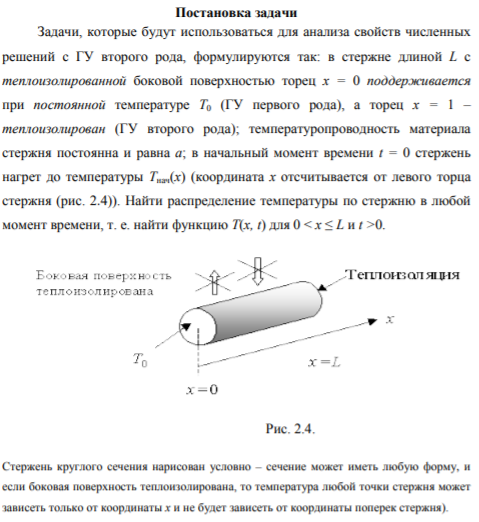 Постановка задачи
Задачи, которые будут использоваться для анализа свойств численных
решений с ГУ второго рода, формулируются так: в стержне длиной L с
теплоизолированной боковой поверхностью торец x = 0 поддерживается
при постоянной температуре T₀ (ГУ первого рода), а торец x = 1 –
теплоизолирован (ГУ второго рода); температуропроводность материала
стержня постоянна и равна a; в начальный момент времени t = 0 стержень
нагрет до температуры Tнач(x) (координата x отсчитывается от левого торца
стержня (рис. 2.4)). Найти распределение температуры по стержню в любой
момент времени, т. е. найти функцию T(x, t) для 0 < x ≤ L и t >0.
Боковая поверхность
теплоизолирована
Теплоизоляция
x
T₀
x = L
x = 0
Рис. 2.4.
Стержень круглого сечения нарисован условно – сечение может иметь любую форму, и
если боковая поверхность теплоизолирована, то температура любой точки стержня может
зависеть только от координаты x и не будет зависеть от координаты поперек стержня).